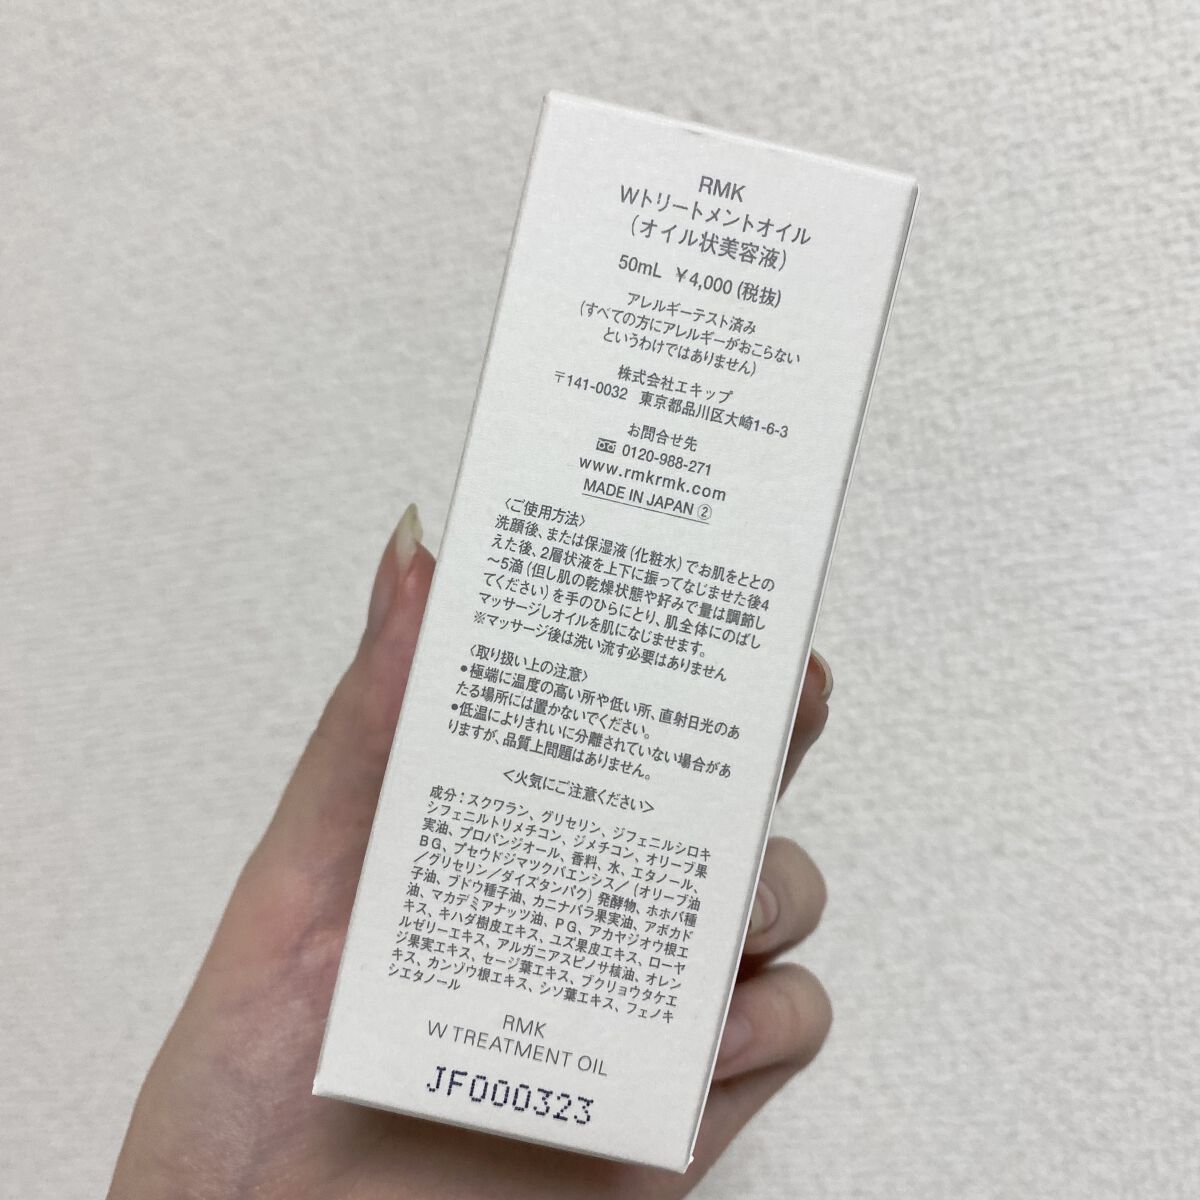 RMK
Wトリートメントオイル
(オイル状美容液)
50mL ¥4,000(税抜)
アレルギーテスト済み
(すべての方にアレルギーがおこらない
というわけではありません)
株式会社エキップ
〒141-0032 東京都品川区大崎1-6-3
お問合せ先
0120-988-271
www.rmkrmk.com
MADE IN JAPAN ②
〈ご使用方法〉
洗顔後、または保湿液(化粧水)でお肌をととの
えた後、2層状液を上下に振ってなじませた後4
～5滴(但し肌の乾燥状態や好みで量は調節し
てください)を手のひらにとり、肌全体にのばし
マッサージしオイルを肌になじませます。
※マッサージ後は洗い流す必要はありません
〈取り扱い上の注意〉
●極端に温度の高い所や低い所、直射日光のあ
たる場所には置かないでください。
●低温によりきれいに分離されていない場合があ
りますが、品質上問題はありません。
＜火気にご注意ください＞
成分：スクワラン、グリセリン、ジフェニルシロキ
シフェニルトリメチコン、ジメチコン、オリーブ果
実油、プロパンジオール、香料、水、エタノール、
BG、プセウドジマツクバエンシス／(オリーブ油
／グリセリン／ダイズタンパク)発酵物、ホホバ種
子油、ブドウ種子油、カニナバラ果実油、アボカド
油、マカデミアナッツ油、PG、アカヤジオウ根エ
キス、キハダ樹皮エキス、ユズ果皮エキス、ローヤ
ルゼリーエキス、アルガニアスピノサ核油、オレン
ジ果実エキス、セージ葉エキス、ブクリョウタケエ
キス、カンゾウ根エキス、シソ葉エキス、フェノキ
シエタノール
RMK
W TREATMENT OIL
JF000323